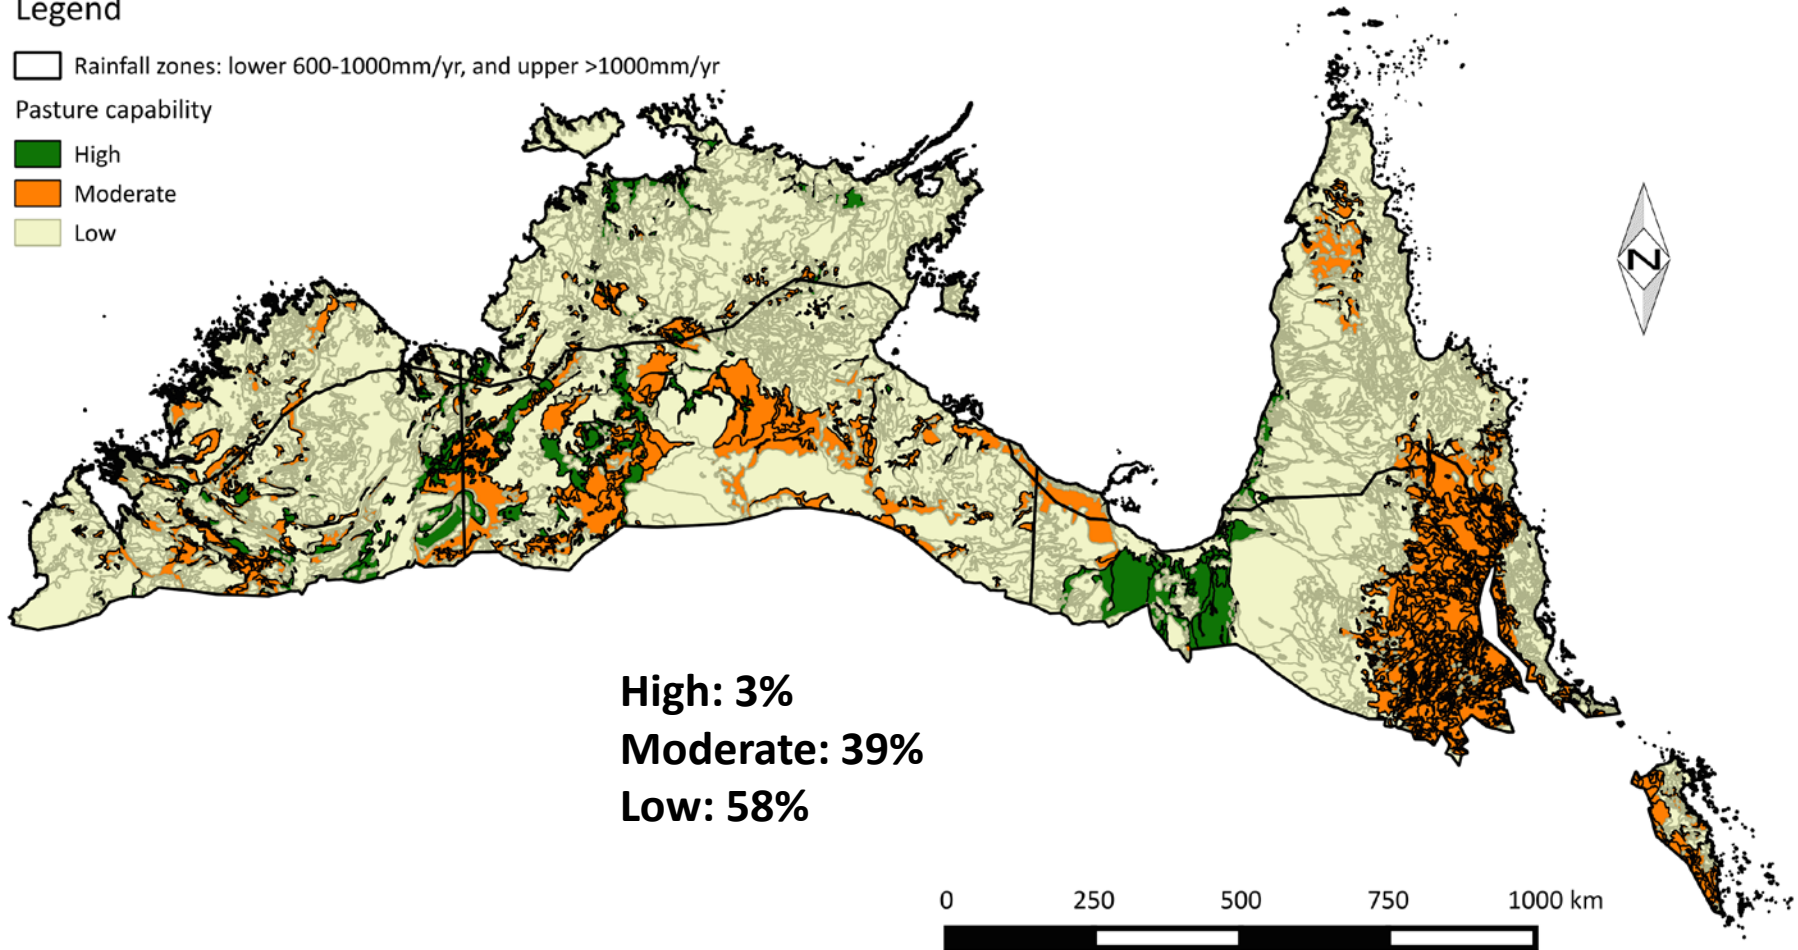 Legend
Rainfall zones: lower 600-1000mm/yr, and upper >1000mm/yr
Pasture capability
High
Moderate
Low
N
High: 3%
Moderate: 39%
Low: 58%
0 250 500 750 1000 km